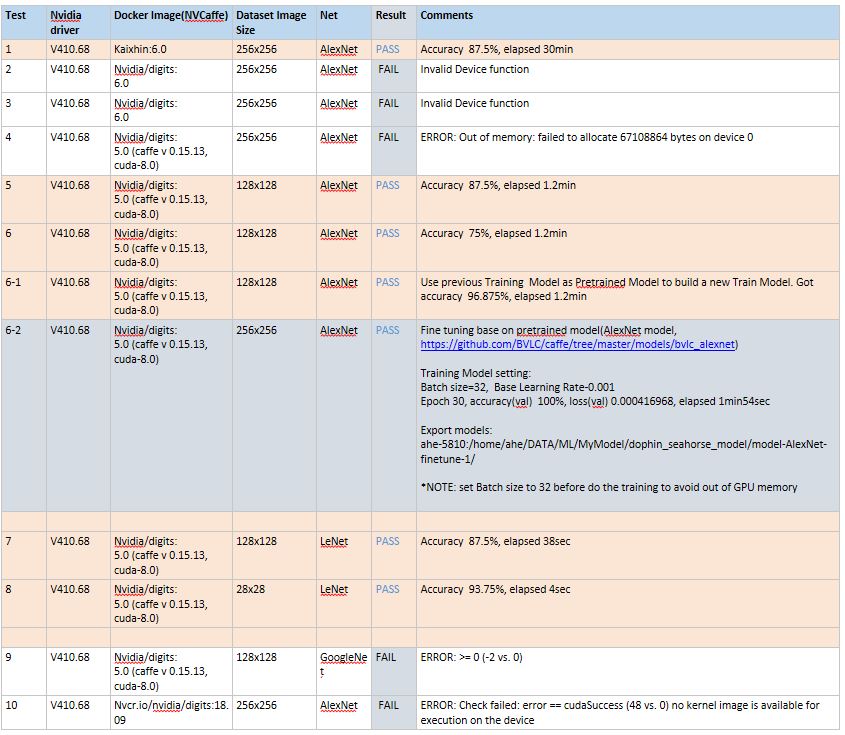 Test Nvidia driver Docker Image(NVCaffe) Dataset Image Size Net Result Comments
1 V410.68 Kaixhin:6.0 256x256 AlexNet PASS Accuracy 87.5%, elapsed 30min
2 V410.68 Nvidia/digits: 256x256 AlexNet FAIL Invalid Device function
6.0
3 V410.68 Nvidia/digits: 256x256 AlexNet FAIL Invalid Device function
6.0
4 V410.68 Nvidia/digits: 256x256 AlexNet FAIL ERROR: Out of memory: failed to allocate 67108864 bytes on device 0
5.0 (caffe v 0.15.13,
cuda-8.0)
5 V410.68 Nvidia/digits: 128x128 AlexNet PASS Accuracy 87.5%, elapsed 1.2min
5.0 (caffe v 0.15.13,
cuda-8.0)
6 V410.68 Nvidia/digits: 128x128 AlexNet PASS Accuracy 75%, elapsed 1.2min
5.0 (caffe v 0.15.13,
cuda-8.0)
6-1 V410.68 Nvidia/digits: 128x128 AlexNet PASS Use previous Training Model as Pretrained Model to build a new Train Model. Got
5.0 (caffe v 0.15.13, accuracy 96.875%, elapsed 1.2min
cuda-8.0)
6-2 V410.68 Nvidia/digits: 256x256 AlexNet PASS Fine tuning base on pretrained model(AlexNet model,
5.0 (caffe v 0.15.13, https://github.com/BVLC/caffe/tree/master/models/bvlc_alexnet)
cuda-8.0)
Training Model setting:
Batch size=32, Base Learning Rate-0.001
Epoch 30, accuracy(val) 100%, loss(val) 0.000416968, elapsed 1min54sec
Export models:
ahe-5810:/home/ahe/DATA/ML/MyModel/dophin_seahorse_model/model-AlexNet-
finetune-1/
*NOTE: set Batch size to 32 before do the training to avoid out of GPU memory
7 V410.68 Nvidia/digits: 128x128 LeNet PASS Accuracy 87.5%, elapsed 38sec
5.0 (caffe v 0.15.13,
cuda-8.0)
8 V410.68 Nvidia/digits: 28x28 LeNet PASS Accuracy 93.75%, elapsed 4sec
5.0 (caffe v 0.15.13,
cuda-8.0)
9 V410.68 Nvidia/digits: 128x128 GoogleNe FAIL ERROR: >= 0 (-2 vs. 0)
5.0 (caffe v 0.15.13, t
cuda-8.0)
10 V410.68 Nvcr.io/nvidia/digits:18. 256x256 AlexNet FAIL ERROR: Check failed: error == cudaSuccess (48 vs. 0) no kernel image is available for
09 execution on the device